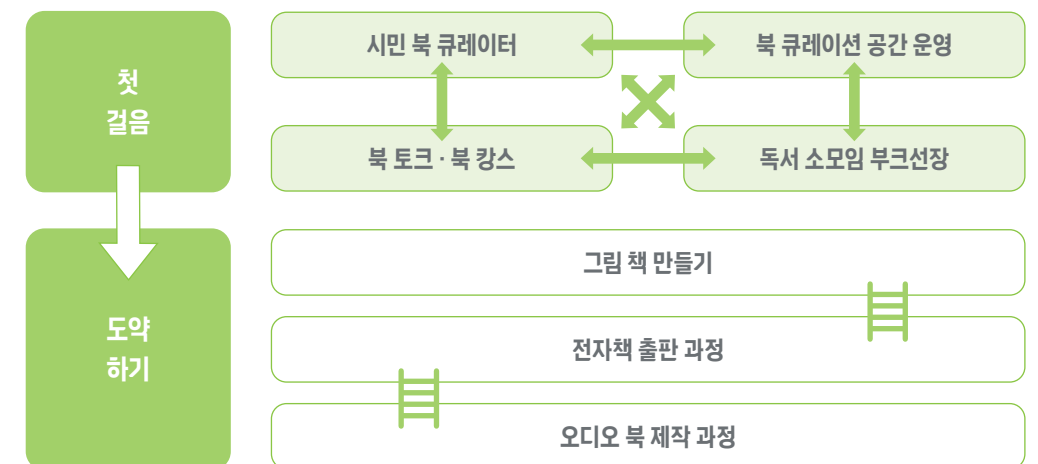 첫
걸음
시민 북 큐레이터
북 큐레이션 공간 운영
북 토크 · 북 캉스
독서 소모임 부크선장
도약
하기
그림 책 만들기
전자책 출판 과정
오디오 북 제작 과정